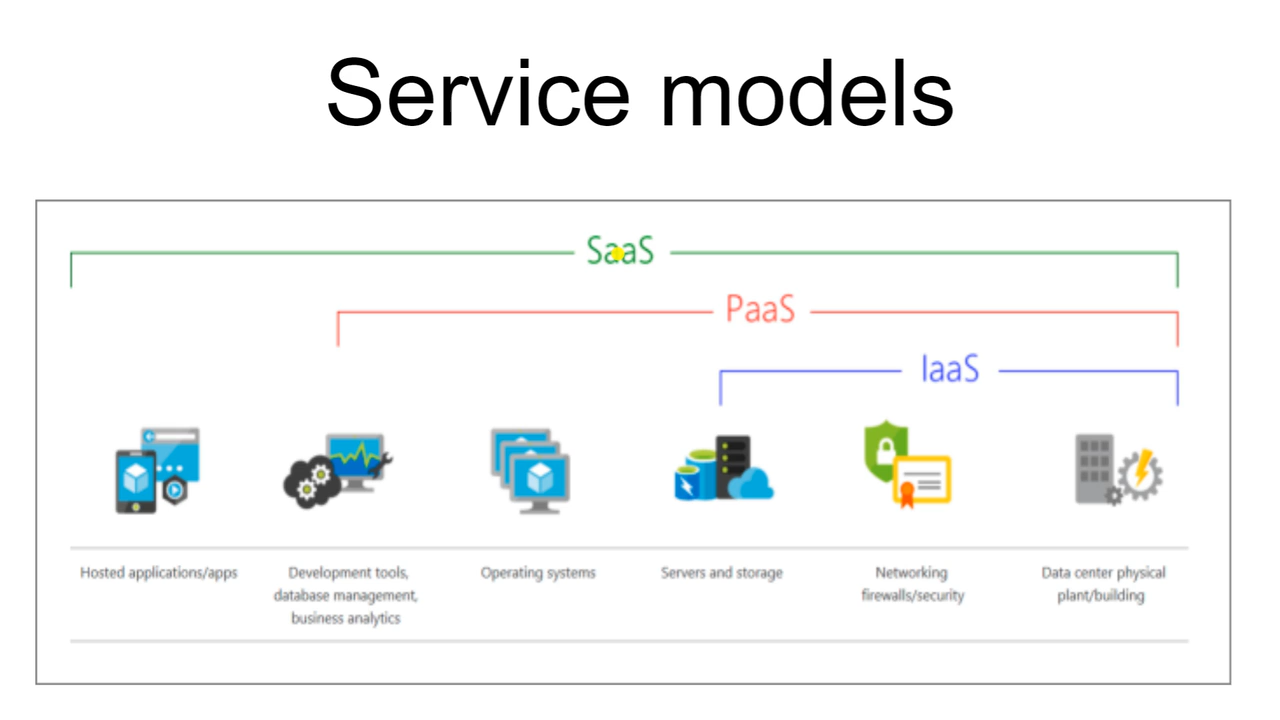 Service models
SaaS
PaaS
IaaS
Hosted applications/apps
Development tools,
database management,
business analytics
Operating systems
Servers and storage
Networking
firewalls/security
Data center physical
plant/building